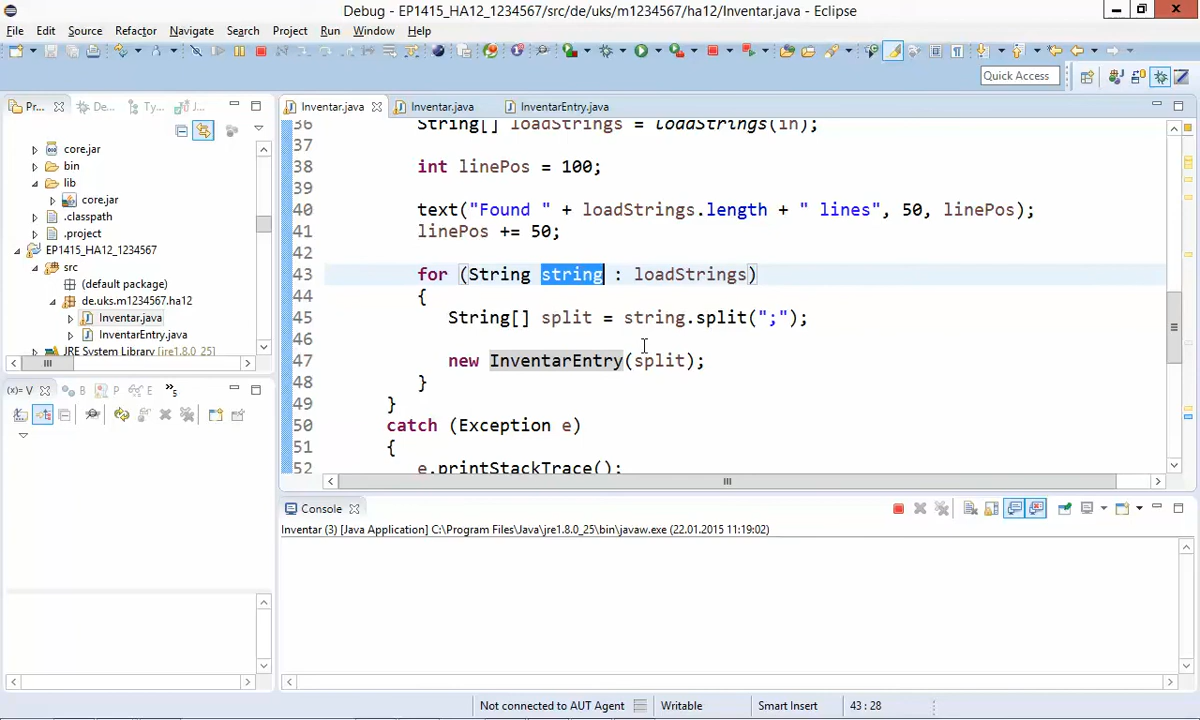 Debug - EP1415_HA12_1234567/src/de/uks/m1234567/ha12/Inventar.java - Eclipse
File Edit Source Refactor Navigate Search Project Run Window Help
Quick Access
Pr... De... Ty... J...
Inventar.java Inventar.java InventarEntry.java
core.jar
bin
lib
core.jar
.classpath
.project
EP1415_HA12_1234567
src
(default package)
de.uks.m1234567.ha12
Inventar.java
InventarEntry.java
JRE System Library [jre1.8.0_25]
36 String[] loadStrings = loadStrings(in);
37
38 int linePos = 100;
39
40 text("Found " + loadStrings.length + " lines", 50, linePos);
41 linePos += 50;
42
43 for (String string : loadStrings)
44 {
45 String[] split = string.split(";");
46
47 new InventarEntry(split);
48 }
49 }
50 catch (Exception e)
51 {
52 e.printStackTrace();
(x)= V B P E »5
Console
Inventar (3) [Java Application] C:\Program Files\Java\jre1.8.0_25\bin\javaw.exe (22.01.2015 11:19:02)
Not connected to AUT Agent Writable Smart Insert 43 : 28